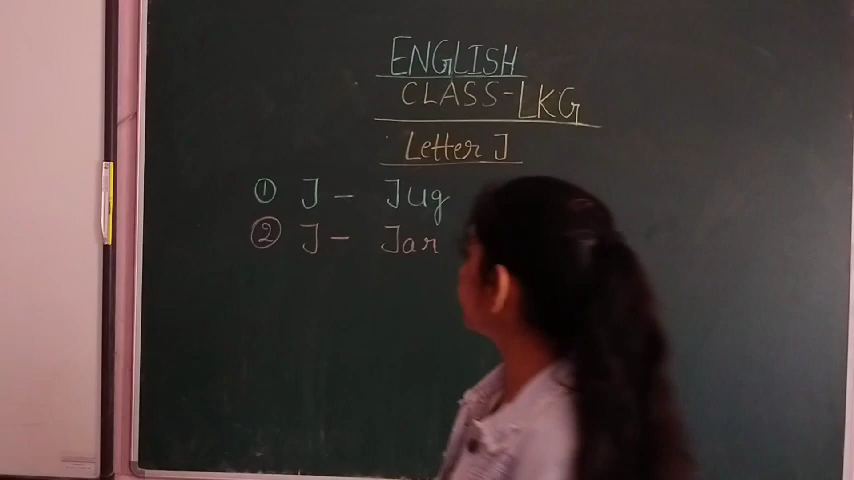 ENGLISH
CLASS-LKG
Letter J
① J - Jug
② J - Jar